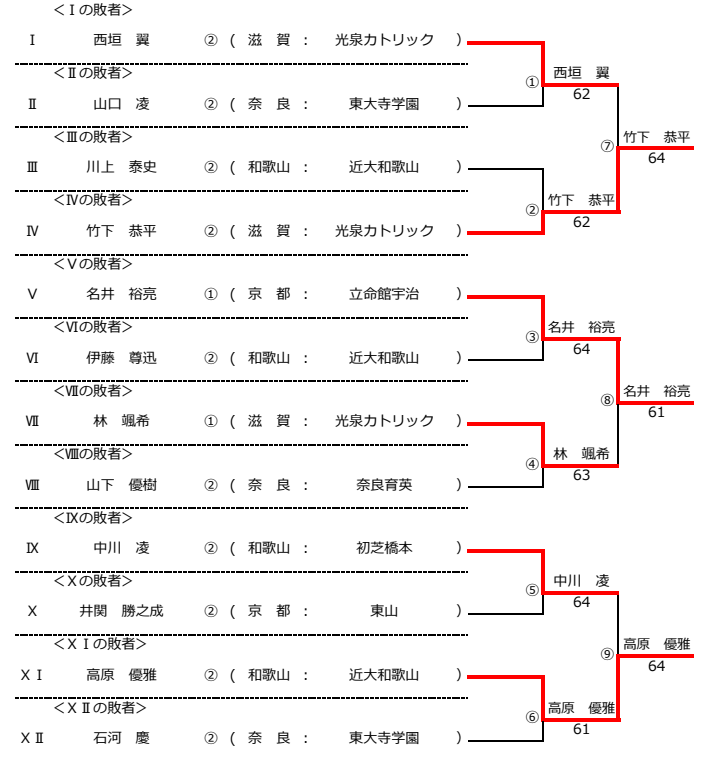 ＜Ⅰの敗者＞
Ⅰ 西垣 翼 ② ( 滋 賀 : 光泉カトリック )
＜Ⅱの敗者＞
① 西垣 翼
62
Ⅱ 山口 凌 ② ( 奈 良 : 東大寺学園 )
＜Ⅲの敗者＞
⑦ 竹下 恭平
64
Ⅲ 川上 泰史 ② ( 和歌山 : 近大和歌山 )
＜Ⅳの敗者＞
② 竹下 恭平
62
Ⅳ 竹下 恭平 ② ( 滋 賀 : 光泉カトリック )
＜Ⅴの敗者＞
Ⅴ 名井 裕亮 ① ( 京 都 : 立命館宇治 )
＜Ⅵの敗者＞
③ 名井 裕亮
64
Ⅵ 伊藤 尊迅 ② ( 和歌山 : 近大和歌山 )
＜Ⅶの敗者＞
⑧ 名井 裕亮
61
Ⅶ 林 颯希 ① ( 滋 賀 : 光泉カトリック )
＜Ⅷの敗者＞
④ 林 颯希
63
Ⅷ 山下 優樹 ② ( 奈 良 : 奈良育英 )
＜Ⅸの敗者＞
Ⅸ 中川 凌 ② ( 和歌山 : 初芝橋本 )
＜Ⅹの敗者＞
⑤ 中川 凌
64
Ⅹ 井関 勝之成 ② ( 京 都 : 東山 )
＜ＸⅠの敗者＞
⑨ 高原 優雅
64
ＸⅠ 高原 優雅 ② ( 和歌山 : 近大和歌山 )
＜ＸⅡの敗者＞
⑥ 高原 優雅
61
ＸⅡ 石河 慶 ② ( 奈 良 : 東大寺学園 )